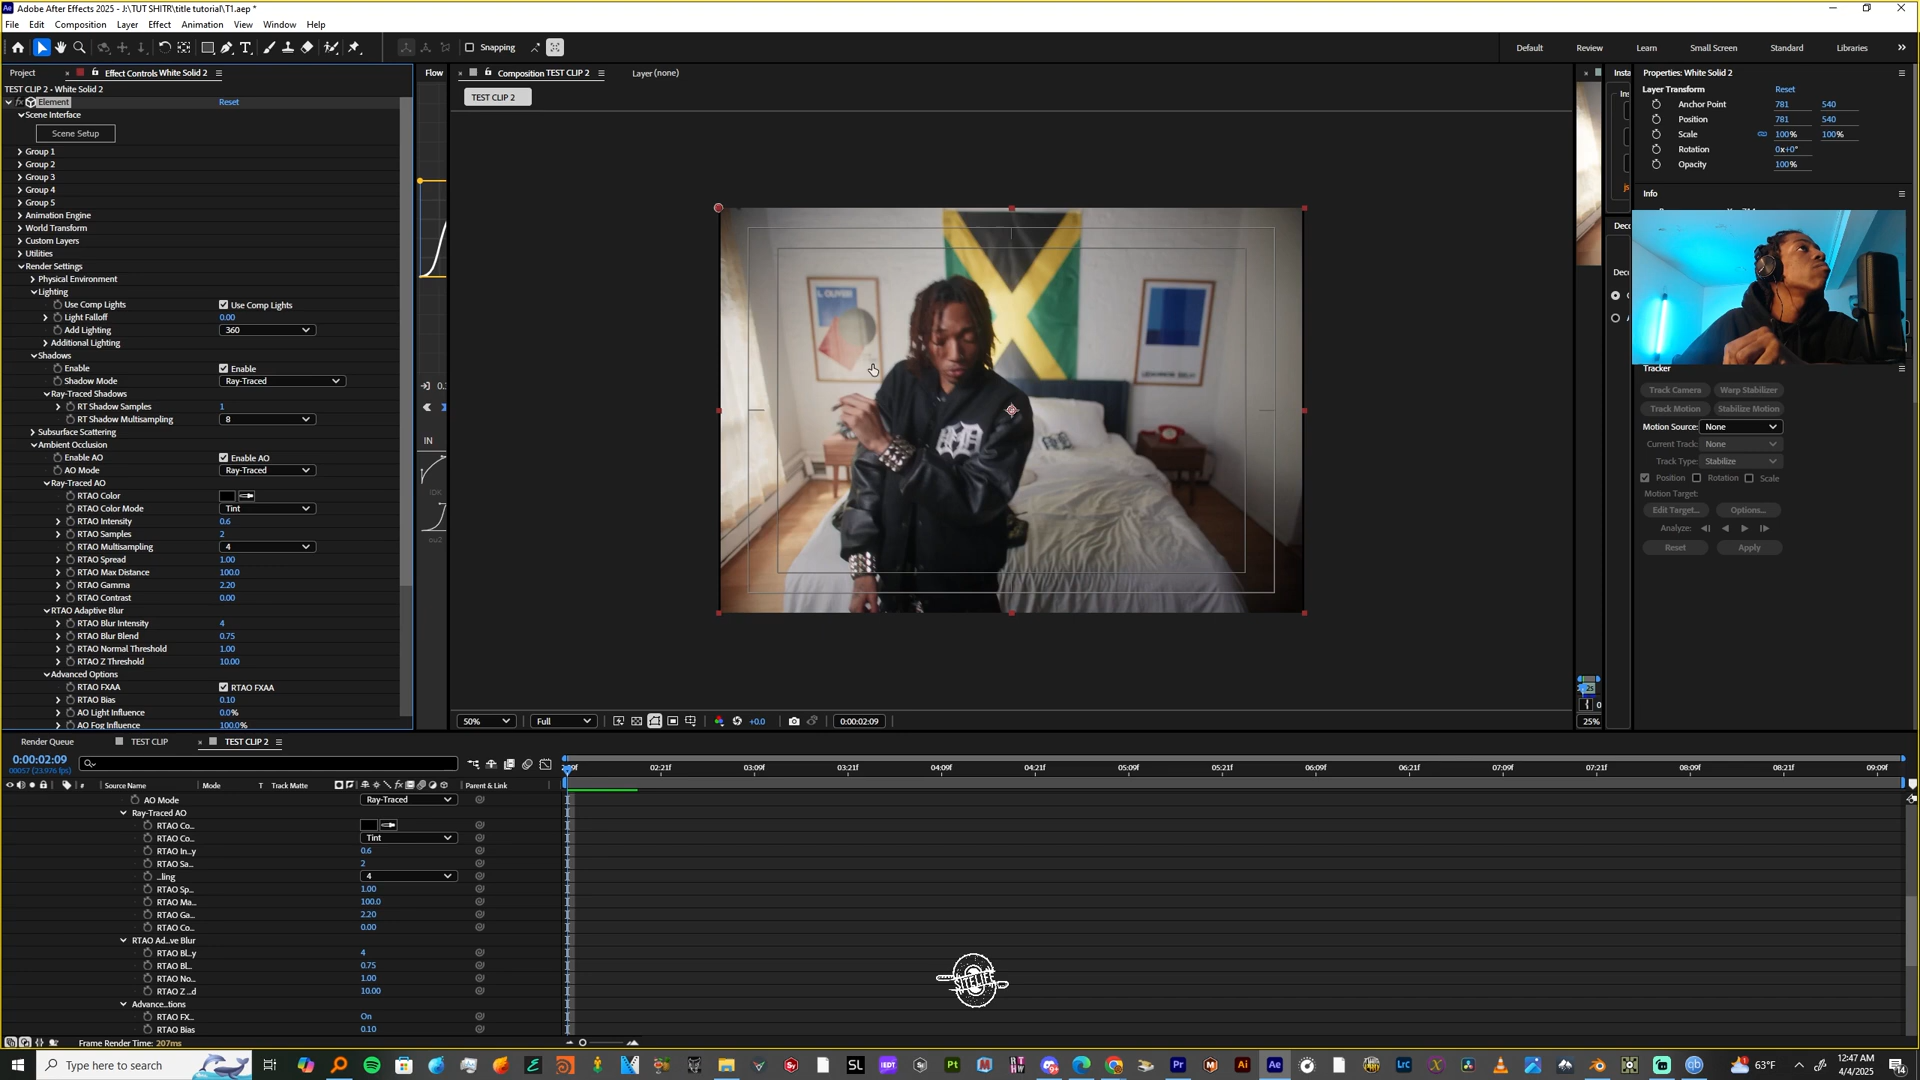 Adobe After Effects 2025 - J:\TUT SHITR\title tutorial\T1.aep *
File Edit Composition Layer Effect Animation View Window Help
Snapping
Default Review Learn Small Screen Standard Libraries
Project Effect Controls White Solid 2
Flow
Composition TEST CLIP 2
Layer (none)
TEST CLIP 2 • White Solid 2
TEST CLIP 2
Element Reset
Scene Interface
Scene Setup
Group 1
Group 2
Group 3
Group 4
Group 5
Animation Engine
World Transform
Custom Layers
Utilities
Render Settings
Physical Environment
Lighting
Use Comp Lights Use Comp Lights
Light Falloff 0.00
Add Lighting 360
Additional Lighting
Shadows
Enable Enable
Shadow Mode Ray-Traced
Ray-Traced Shadows
RT Shadow Samples 1
RT Shadow Multisampling 8
Subsurface Scattering
Ambient Occlusion
Enable AO Enable AO
AO Mode Ray-Traced
Ray-Traced AO
RTAO Color
RTAO Color Mode Tint
RTAO Intensity 0.6
RTAO Samples 2
RTAO Multisampling 4
RTAO Spread 1.00
RTAO Max Distance 100.0
RTAO Gamma 2.20
RTAO Contrast 0.00
RTAO Adaptive Blur
RTAO Blur Intensity 4
RTAO Blur Blend 0.75
RTAO Normal Threshold 1.00
RTAO Z Threshold 10.00
Advanced Options
RTAO FXAA RTAO FXAA
RTAO Bias 0.10
AO Light Influence 0.0%
AO Fog Influence 100.0%
IN
50% Full +0.0 0:00:02:09
25%
Properties: White Solid 2
Layer Transform Reset
Anchor Point 781 540
Position 781 540
Scale 100% 100%
Rotation 0x+0°
Opacity 100%
Info
Tracker
Track Camera Warp Stabilizer
Track Motion Stabilize Motion
Motion Source: None
Current Track: None
Track Type: Stabilize
Position Rotation Scale
Motion Target:
Edit Target... Options...
Analyze:
Reset Apply
Render Queue TEST CLIP TEST CLIP 2
0:00:02:09
00057 (23.976 fps)
02:21f 03:09f 03:21f 04:09f 04:21f 05:09f 05:21f 06:09f 06:21f 07:09f 07:21f 08:09f 08:21f 09:09f
# Source Name Mode T Track Matte Parent & Link
AO Mode Ray-Traced
Ray-Traced AO
RTAO Co...
RTAO Co... Tint
RTAO In...y 0.6
RTAO Sa... 2
...ling 4
RTAO Sp... 1.00
RTAO Ma... 100.0
RTAO Ga... 2.20
RTAO Co... 0.00
RTAO Ad...ve Blur
RTAO Bl...y 4
RTAO Bl... 0.75
RTAO No... 1.00
RTAO Z ...d 10.00
Advance...tions
RTAO FX... On
RTAO Bias 0.10
SITELIFE
Frame Render Time: 207ms
Type here to search
63°F
12:47 AM
4/4/2025